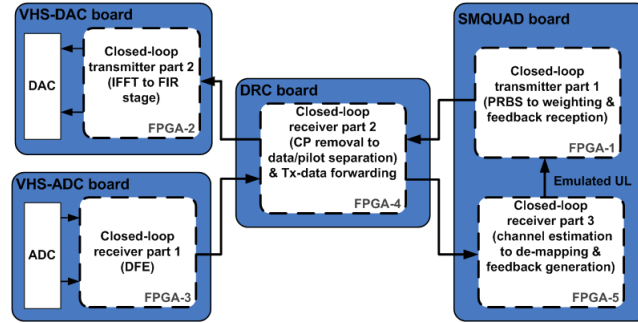 VHS-DAC board
DAC
Closed-loop
transmitter part 2
(IFFT to FIR
stage)
FPGA-2
VHS-ADC board
ADC
Closed-loop
receiver part 1
(DFE)
FPGA-3
DRC board
Closed-loop
receiver part 2
(CP removal to
data/pilot separation)
& Tx-data forwarding
FPGA-4
SMQUAD board
Closed-loop
transmitter part 1
(PRBS to weighting &
feedback reception)
FPGA-1
Emulated UL
Closed-loop
receiver part 3
(channel estimation
to de-mapping &
feedback generation)
FPGA-5